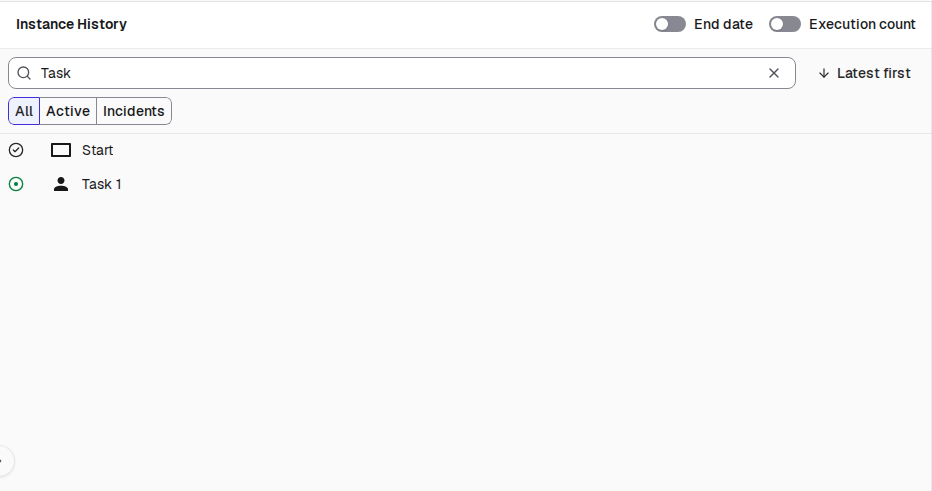 Instance History
End date
Execution count
Task
Latest first
All
Active
Incidents
Start
Task 1